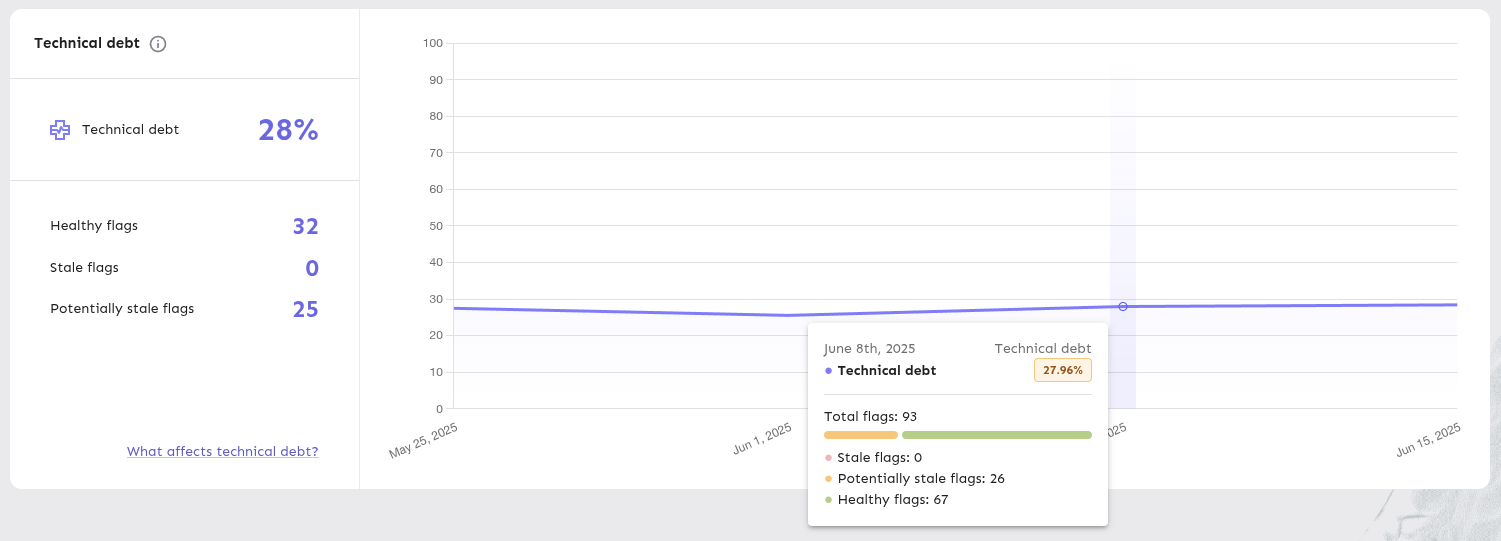 Technical debt
Technical debt 28%
Healthy flags 32
Stale flags 0
Potentially stale flags 25
What affects technical debt?
100
90
80
70
60
50
40
30
20
10
0
May 25, 2025
Jun 1, 2025
2025
Jun 15, 2025
June 8th, 2025 Technical debt
Technical debt 27.96%
Total flags: 93
Stale flags: 0
Potentially stale flags: 26
Healthy flags: 67